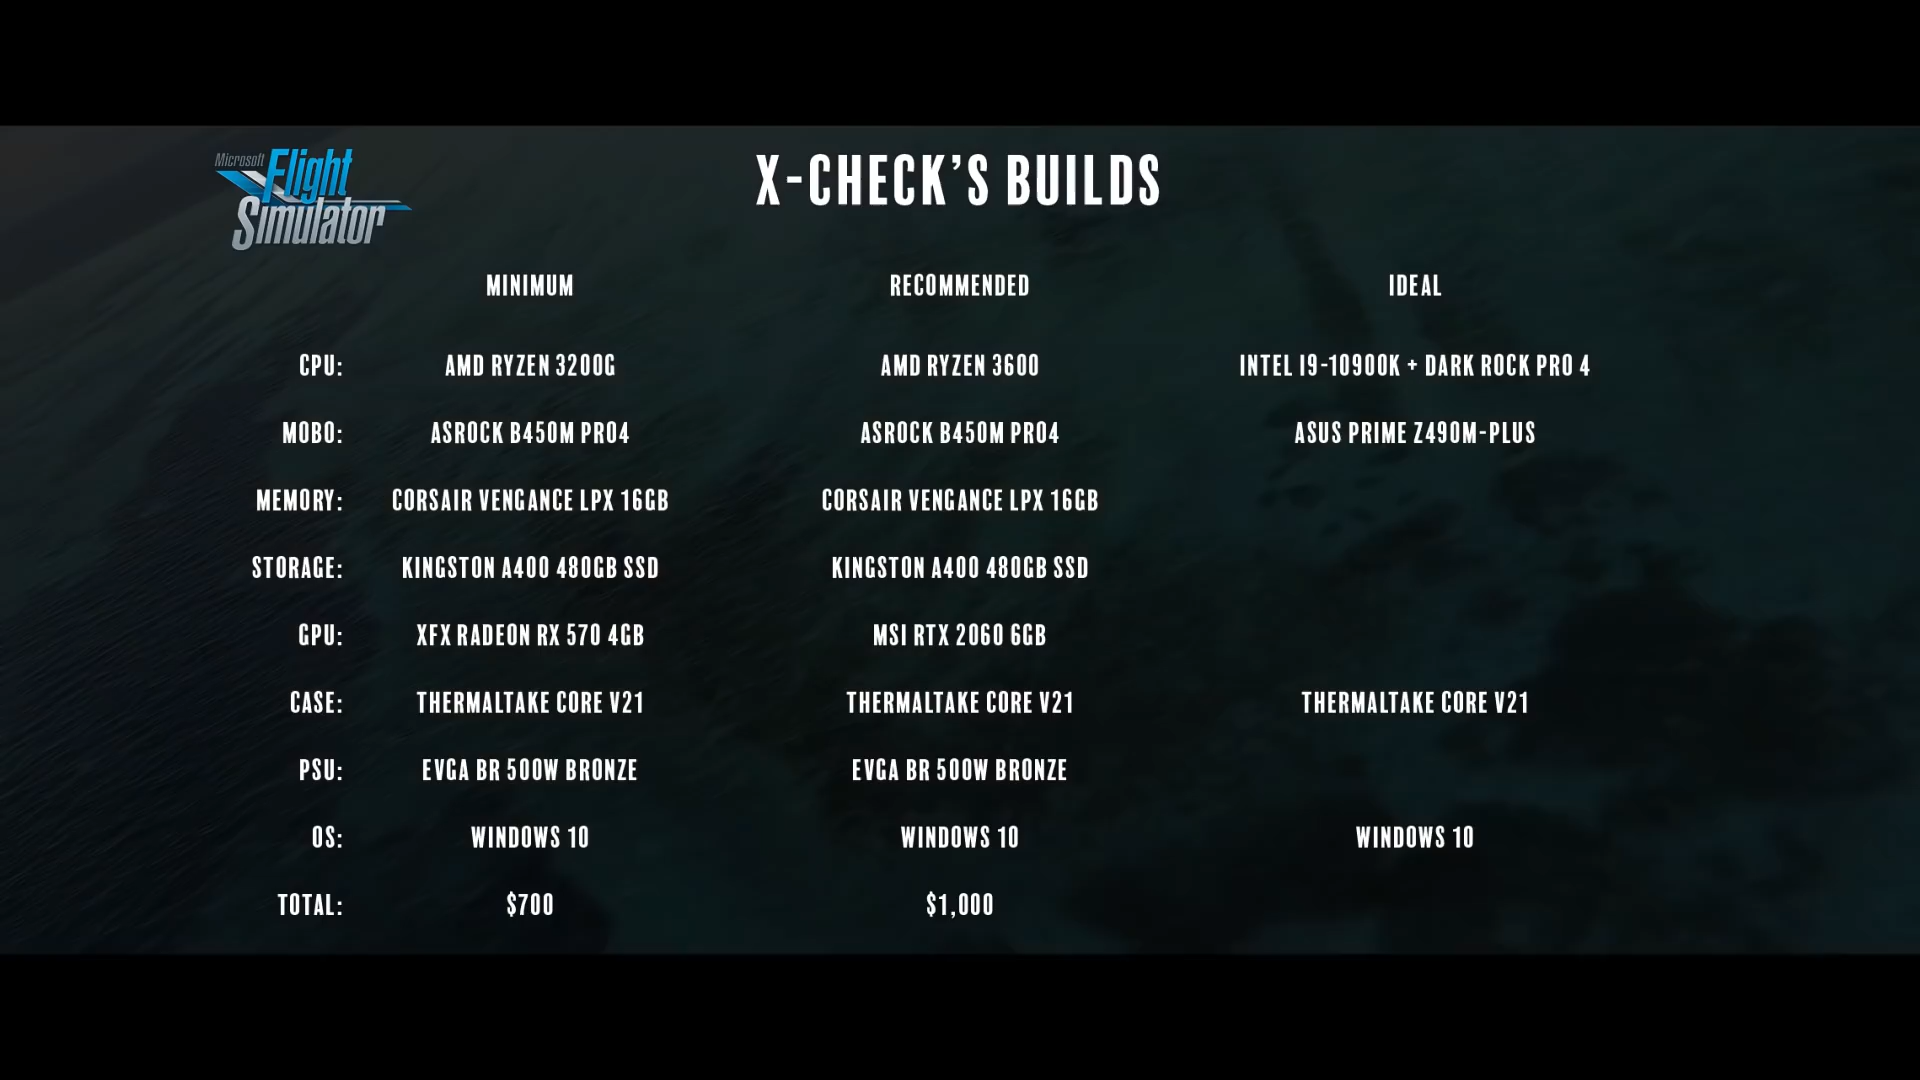 Microsoft
Flight
Simulator
X-CHECK'S BUILDS
MINIMUM RECOMMENDED IDEAL
CPU: AMD RYZEN 3200G AMD RYZEN 3600 INTEL I9-10900K + DARK ROCK PRO 4
MOBO: ASROCK B450M PRO4 ASROCK B450M PRO4 ASUS PRIME Z490M-PLUS
MEMORY: CORSAIR VENGANCE LPX 16GB CORSAIR VENGANCE LPX 16GB
STORAGE: KINGSTON A400 480GB SSD KINGSTON A400 480GB SSD
GPU: XFX RADEON RX 570 4GB MSI RTX 2060 6GB
CASE: THERMALTAKE CORE V21 THERMALTAKE CORE V21 THERMALTAKE CORE V21
PSU: EVGA BR 500W BRONZE EVGA BR 500W BRONZE
OS: WINDOWS 10 WINDOWS 10 WINDOWS 10
TOTAL: $700 $1,000